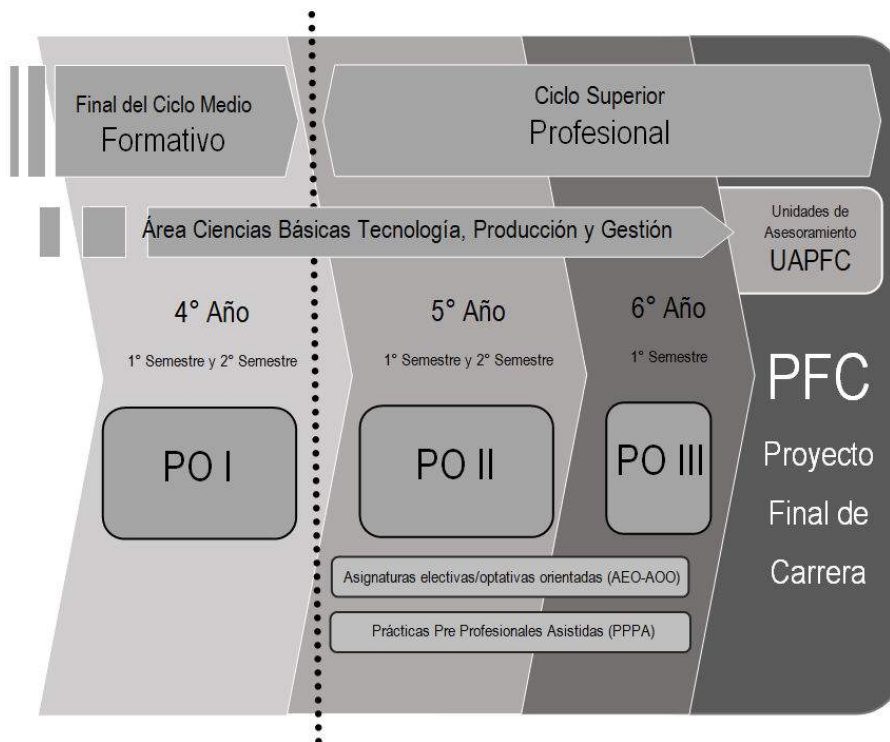 Final del Ciclo Medio
Formativo
Ciclo Superior
Profesional
Área Ciencias Básicas Tecnología, Producción y Gestión
Unidades de
Asesoramiento
UAPFC
4° Año
1° Semestre y 2° Semestre
5° Año
1° Semestre y 2° Semestre
6° Año
1° Semestre
PO I
PO II
PO III
Asignaturas electivas/optativas orientadas (AEO-AOO)
Prácticas Pre Profesionales Asistidas (PPPA)
PFC
Proyecto
Final de
Carrera